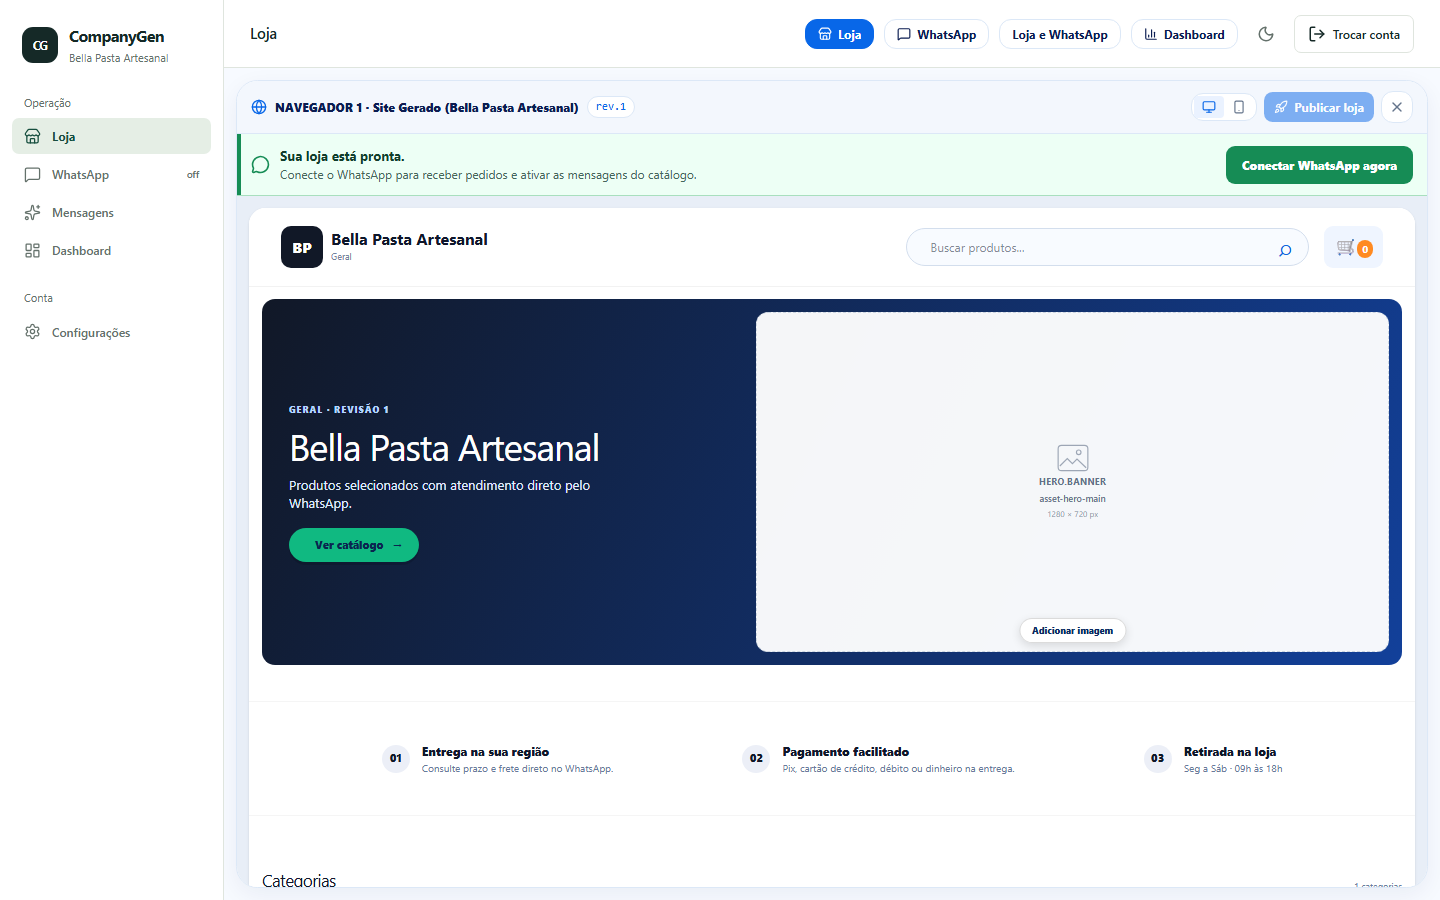 CG
CompanyGen
Bella Pasta Artesanal
Operação
Loja
WhatsApp
off
Mensagens
Dashboard
Conta
Configurações
Loja
Loja
WhatsApp
Loja e WhatsApp
Dashboard
Trocar conta
NAVEGADOR 1 · Site Gerado (Bella Pasta Artesanal)
rev.1
Publicar loja
Sua loja está pronta.
Conecte o WhatsApp para receber pedidos e ativar as mensagens do catálogo.
Conectar WhatsApp agora
BP
Bella Pasta Artesanal
Geral
Buscar produtos...
0
GERAL · REVISÃO 1
Bella Pasta Artesanal
Produtos selecionados com atendimento direto pelo
WhatsApp.
Ver catálogo →
HERO.BANNER
asset-hero-main
1280 × 720 px
Adicionar imagem
01
Entrega na sua região
Consulte prazo e frete direto no WhatsApp.
02
Pagamento facilitado
Pix, cartão de crédito, débito ou dinheiro na entrega.
03
Retirada na loja
Seg a Sáb · 09h às 18h
Categorias
1 categorias